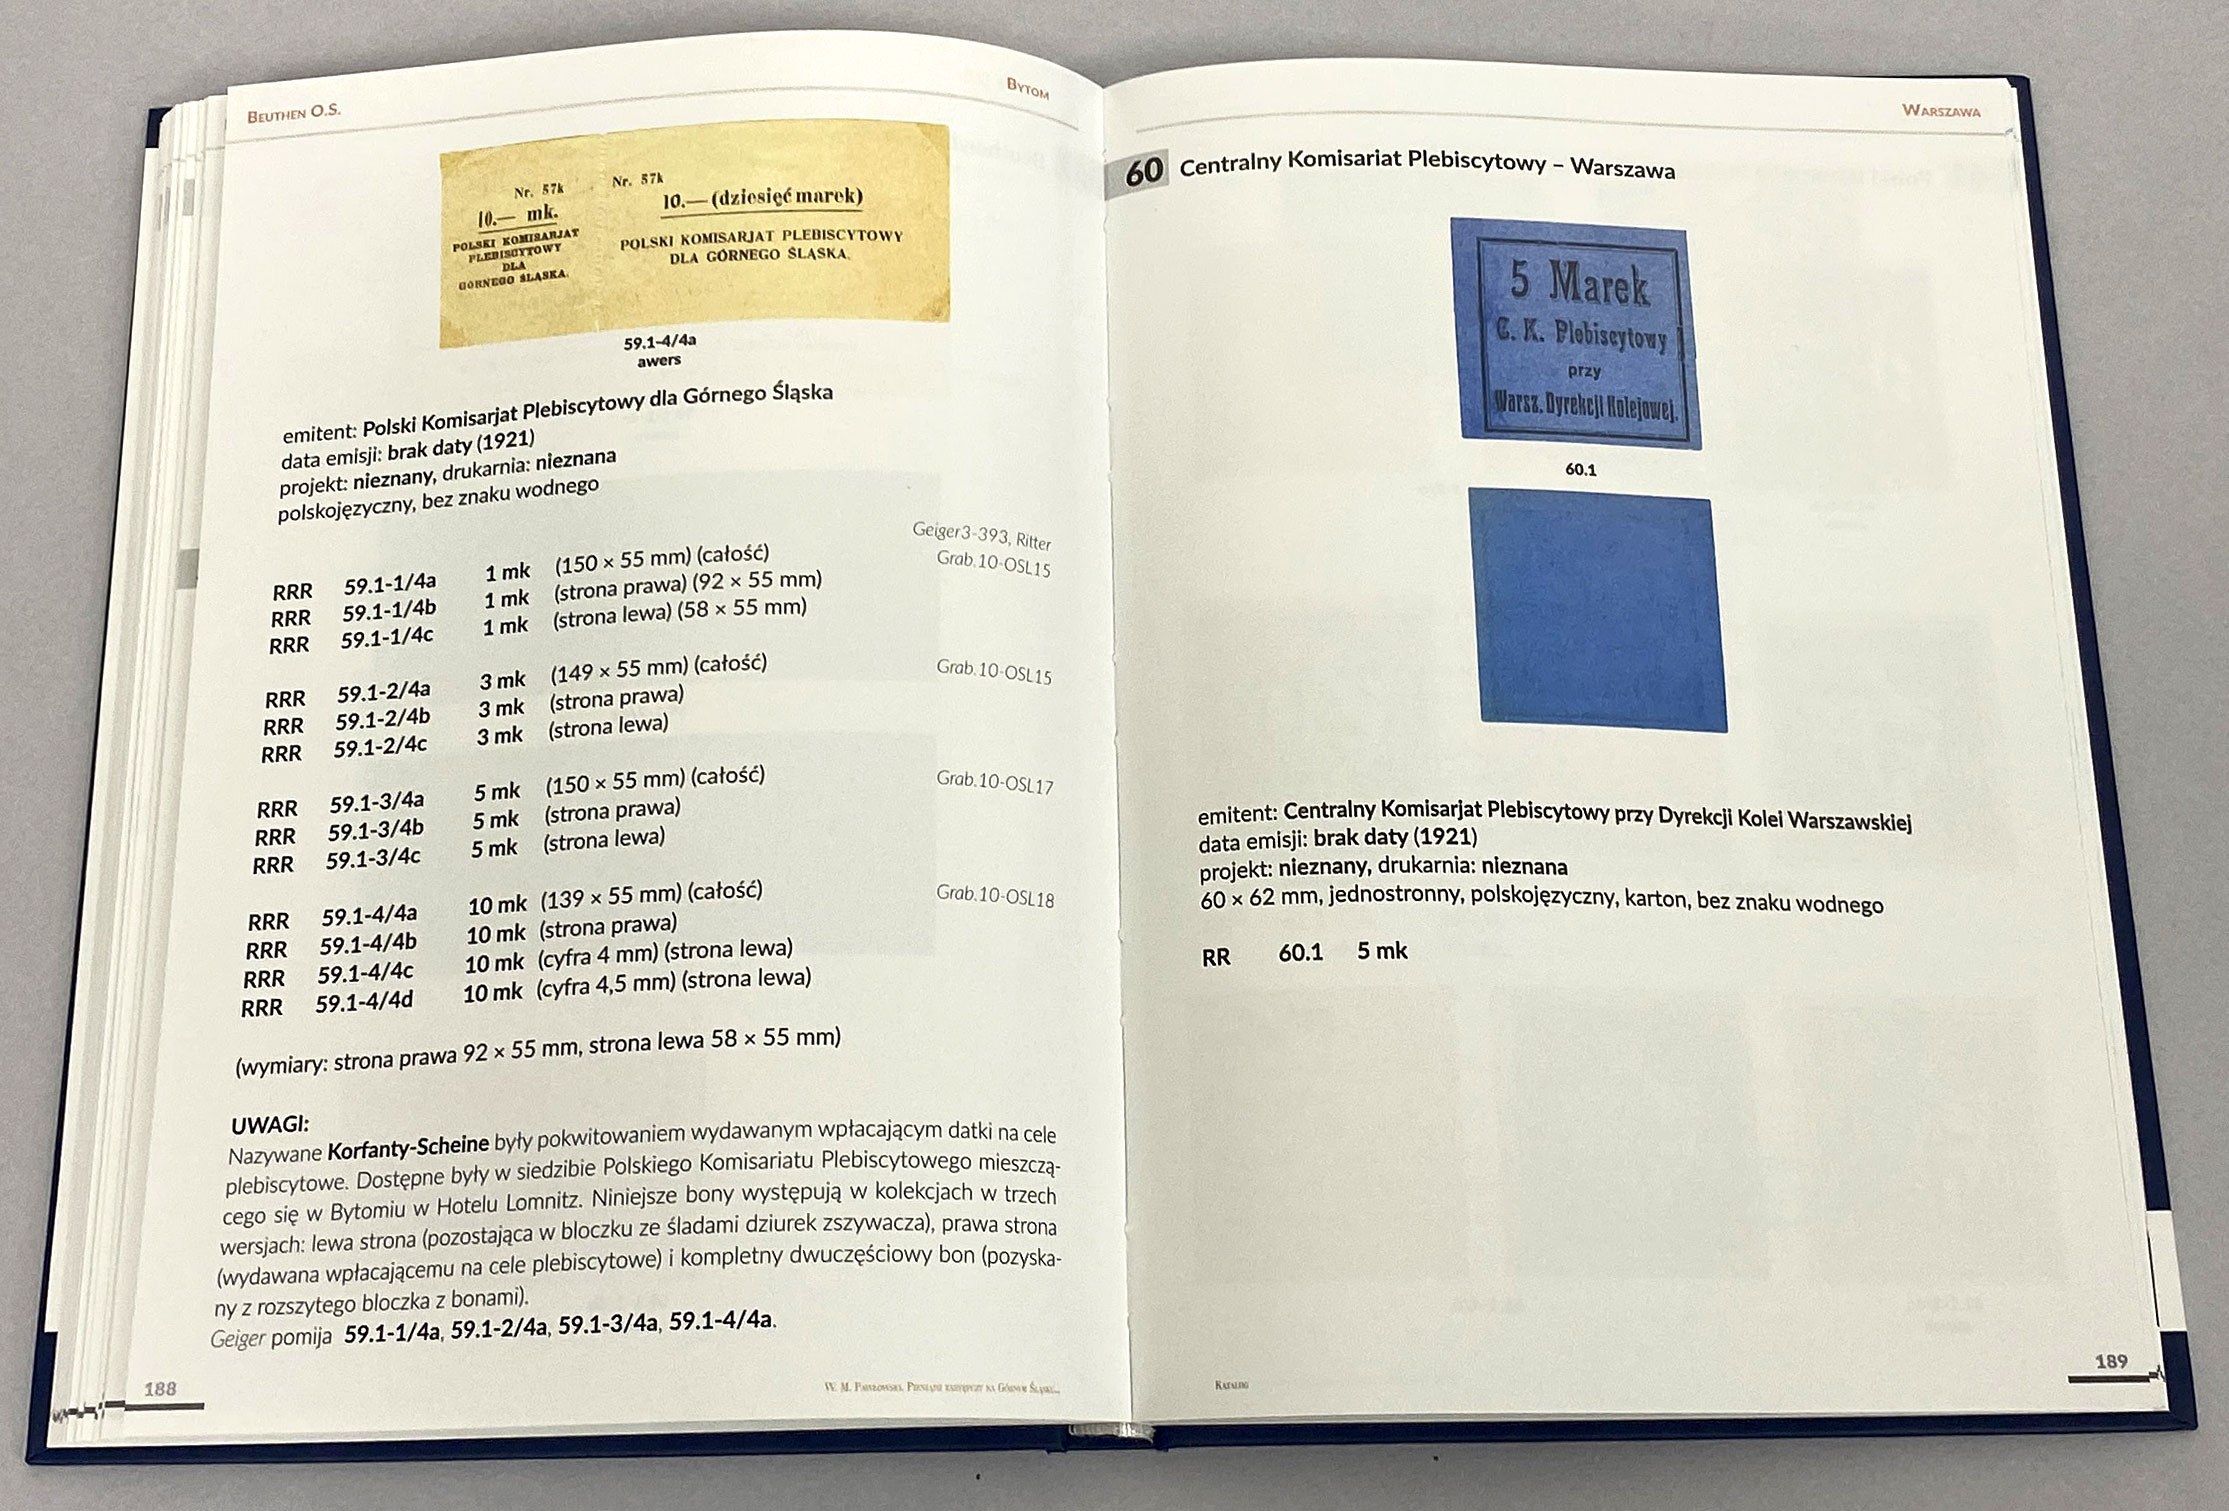 BEUTHEN O.S.
BYTOM
Nr. 57k
10.— mk.
POLSKI KOMISARJAT
PLEBISCYTOWY
DLA
GÓRNEGO ŚLĄSKA.
Nr. 57k
10.— (dziesięć marek)
POLSKI KOMISARJAT PLEBISCYTOWY
DLA GÓRNEGO ŚLĄSKA.
59.1-4/4a
awers
emitent: Polski Komisarjat Plebiscytowy dla Górnego Śląska
data emisji: brak daty (1921)
projekt: nieznany, drukarnia: nieznana
polskojęzyczny, bez znaku wodnego
Geiger3-393, Ritter
RRR 59.1-1/4a 1 mk (150 × 55 mm) (całość) Grab.10-OSL15
RRR 59.1-1/4b 1 mk (strona prawa) (92 × 55 mm)
RRR 59.1-1/4c 1 mk (strona lewa) (58 × 55 mm)
RRR 59.1-2/4a 3 mk (149 × 55 mm) (całość) Grab.10-OSL15
RRR 59.1-2/4b 3 mk (strona prawa)
RRR 59.1-2/4c 3 mk (strona lewa)
RRR 59.1-3/4a 5 mk (150 × 55 mm) (całość) Grab.10-OSL17
RRR 59.1-3/4b 5 mk (strona prawa)
RRR 59.1-3/4c 5 mk (strona lewa)
RRR 59.1-4/4a 10 mk (139 × 55 mm) (całość) Grab.10-OSL18
RRR 59.1-4/4b 10 mk (strona prawa)
RRR 59.1-4/4c 10 mk (cyfra 4 mm) (strona lewa)
RRR 59.1-4/4d 10 mk (cyfra 4,5 mm) (strona lewa)
(wymiary: strona prawa 92 × 55 mm, strona lewa 58 × 55 mm)
UWAGI:
Nazywane Korfanty-Scheine były pokwitowaniem wydawanym wpłacającym datki na cele
plebiscytowe. Dostępne były w siedzibie Polskiego Komisariatu Plebiscytowego mieszczą-
cego się w Bytomiu w Hotelu Lomnitz. Niniejsze bony występują w kolekcjach w trzech
wersjach: lewa strona (pozostająca w bloczku ze śladami dziurek zszywacza), prawa strona
(wydawana wpłacającemu na cele plebiscytowe) i kompletny dwuczęściowy bon (pozyska-
ny z rozszytego bloczka z bonami).
Geiger pomija 59.1-1/4a, 59.1-2/4a, 59.1-3/4a, 59.1-4/4a.
188
W. M. Pawłowski, Pieniądz zastępczy na Górnym Śląsku...
WARSZAWA
60 Centralny Komisariat Plebiscytowy – Warszawa
5 Marek
C. K. Plebiscytowy
przy
Warsz. Dyrekcji Kolejowej.
60.1
emitent: Centralny Komisarjat Plebiscytowy przy Dyrekcji Kolei Warszawskiej
data emisji: brak daty (1921)
projekt: nieznany, drukarnia: nieznana
60 × 62 mm, jednostronny, polskojęzyczny, karton, bez znaku wodnego
RR 60.1 5 mk
KATALOG
189